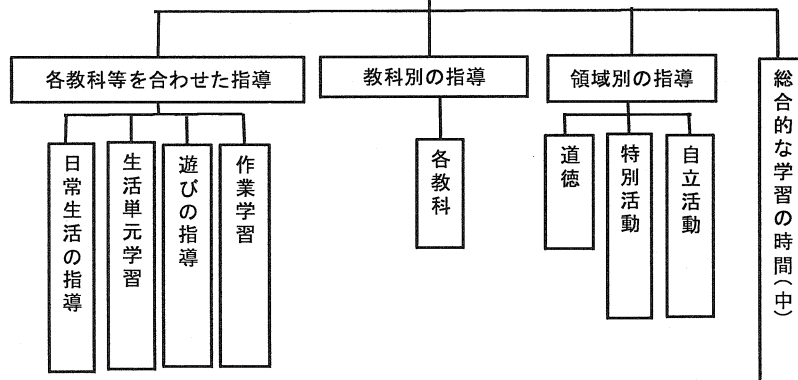 各教科等を合わせた指導
教科別の指導
領域別の指導
総合的な学習の時間(中)
日常生活の指導
生活単元学習
遊びの指導
作業学習
各教科
道徳
特別活動
自立活動